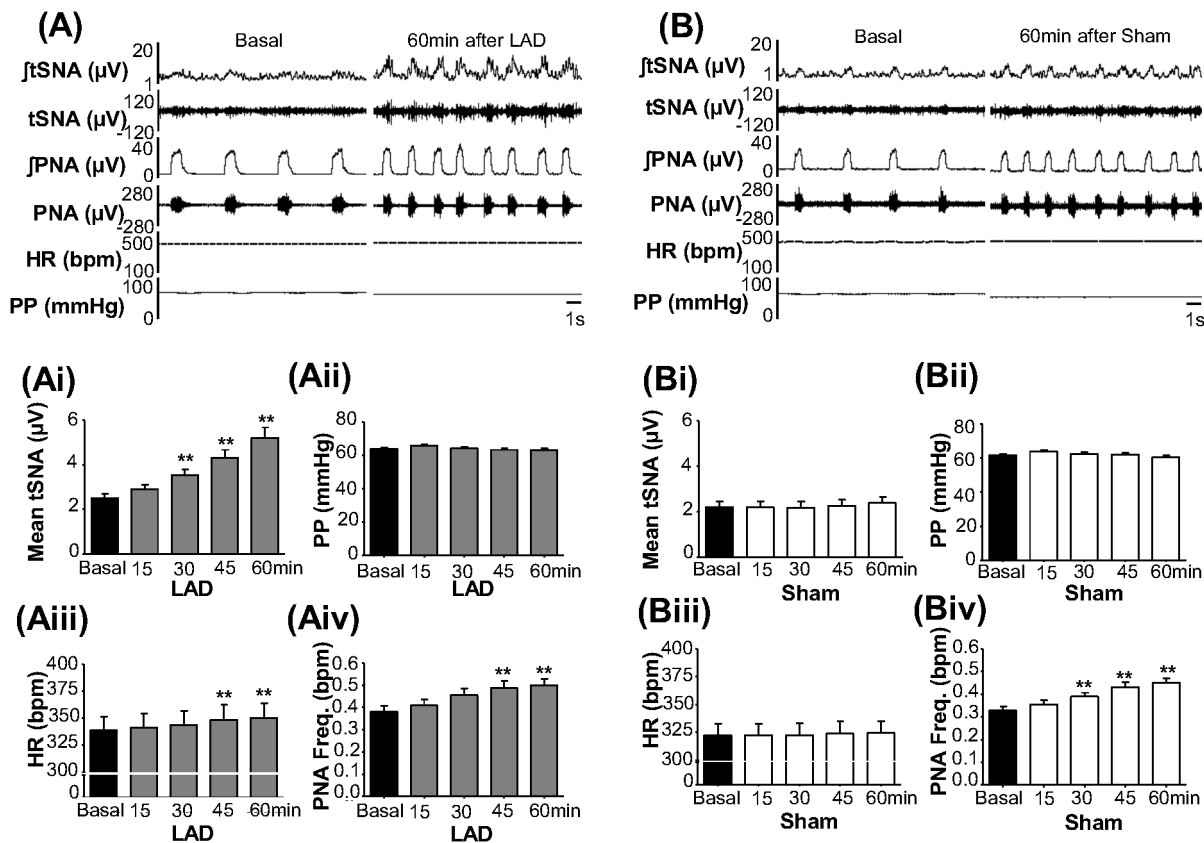 (A)
Basal
60min after LAD
∫tSNA (µV)
20
1
tSNA (µV)
120
-120
∫PNA (µV)
40
0
PNA (µV)
280
-280
HR (bpm)
500
100
PP (mmHg)
100
0
1s
(B)
Basal
60min after Sham
∫tSNA (µV)
20
1
tSNA (µV)
120
-120
∫PNA (µV)
40
0
PNA (µV)
280
-280
HR (bpm)
500
100
PP (mmHg)
100
0
1s
(Ai)
Mean tSNA (µV)
6
4
2
0
** ** **
Basal 15 30 45 60min
LAD
(Aii)
PP (mmHg)
80
60
40
20
0
Basal 15 30 45 60min
LAD
(Bi)
Mean tSNA (µV)
6
4
2
0
Basal 15 30 45 60min
Sham
(Bii)
PP (mmHg)
80
60
40
20
0
Basal 15 30 45 60min
Sham
(Aiii)
HR (bpm)
400
375
350
325
300
0
** **
Basal 15 30 45 60min
LAD
(Aiv)
PNA Freq. (bpm)
0.6
0.5
0.4
0.3
0.2
0.1
0.0
** **
Basal 15 30 45 60min
LAD
(Biii)
HR (bpm)
400
375
350
325
300
0
Basal 15 30 45 60min
Sham
(Biv)
PNA Freq. (bpm)
0.6
0.5
0.4
0.3
0.2
0.1
0.0
** ** **
Basal 15 30 45 60min
Sham